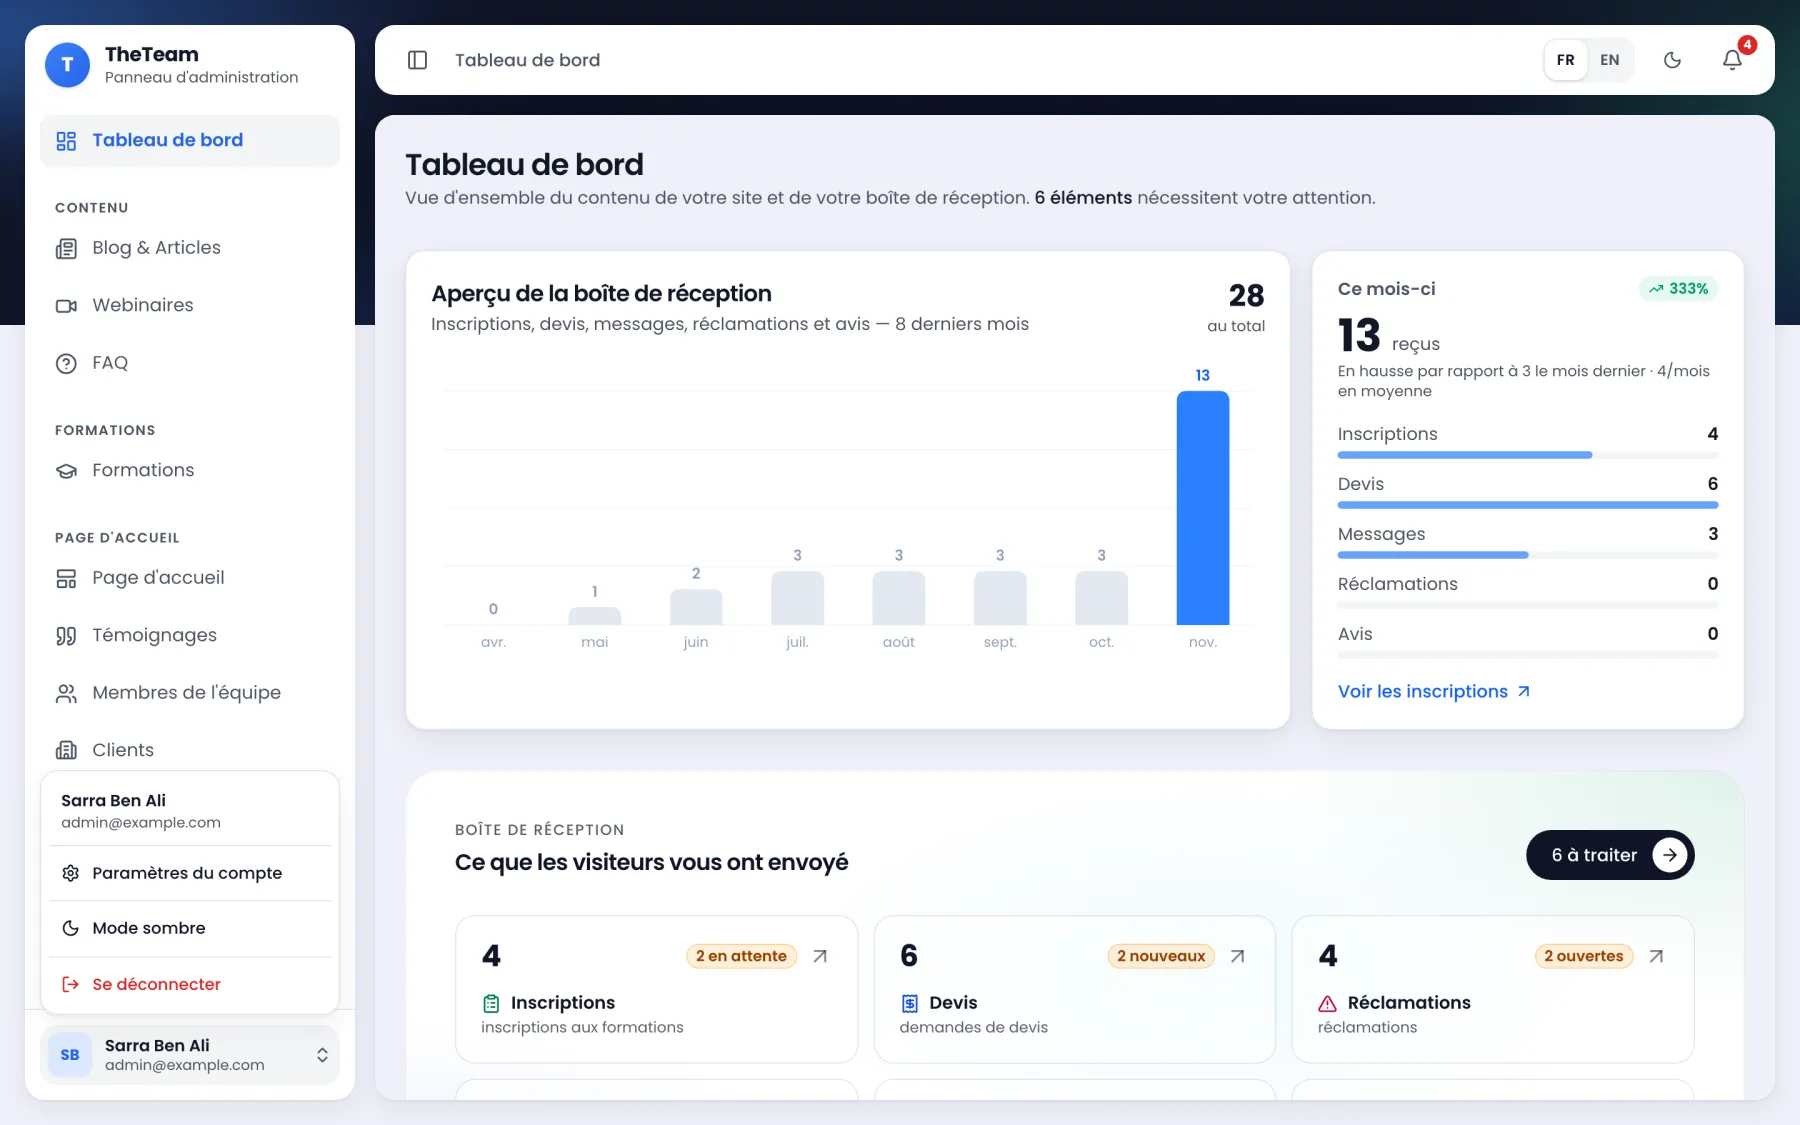 T
TheTeam
Panneau d'administration
Tableau de bord
CONTENU
Blog & Articles
Webinaires
FAQ
FORMATIONS
Formations
PAGE D'ACCUEIL
Page d'accueil
Témoignages
Membres de l'équipe
Clients
Sarra Ben Ali
admin@example.com
Paramètres du compte
Mode sombre
Se déconnecter
SB
Sarra Ben Ali
admin@example.com
Tableau de bord
FR EN
4
Tableau de bord
Vue d'ensemble du contenu de votre site et de votre boîte de réception. 6 éléments nécessitent votre attention.
Aperçu de la boîte de réception
Inscriptions, devis, messages, réclamations et avis — 8 derniers mois
28
au total
0 1 2 3 3 3 3 13
avr. mai juin juil. août sept. oct. nov.
Ce mois-ci
333%
13 reçus
En hausse par rapport à 3 le mois dernier · 4/mois
en moyenne
Inscriptions 4
Devis 6
Messages 3
Réclamations 0
Avis 0
Voir les inscriptions
BOÎTE DE RÉCEPTION
Ce que les visiteurs vous ont envoyé
6 à traiter
4 2 en attente
Inscriptions
inscriptions aux formations
6 2 nouveaux
Devis
demandes de devis
4 2 ouvertes
Réclamations
réclamations